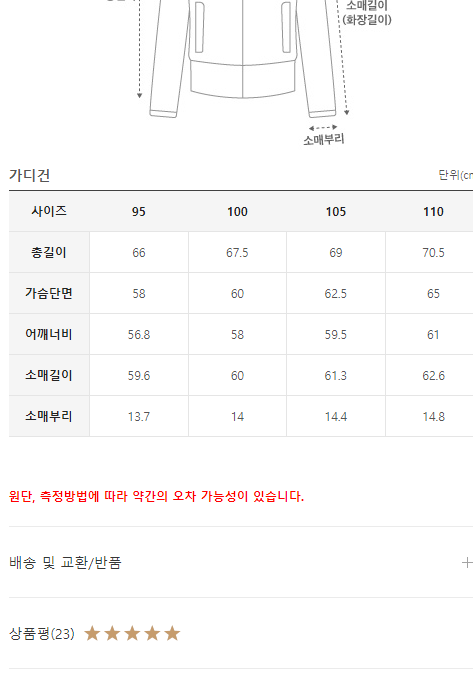 소매길이
(화장길이)
소매부리
가디건
단위(cm
사이즈 95 100 105 110
총길이 66 67.5 69 70.5
가슴단면 58 60 62.5 65
어깨너비 56.8 58 59.5 61
소매길이 59.6 60 61.3 62.6
소매부리 13.7 14 14.4 14.8
원단, 측정방법에 따라 약간의 오차 가능성이 있습니다.
배송 및 교환/반품
상품평(23)